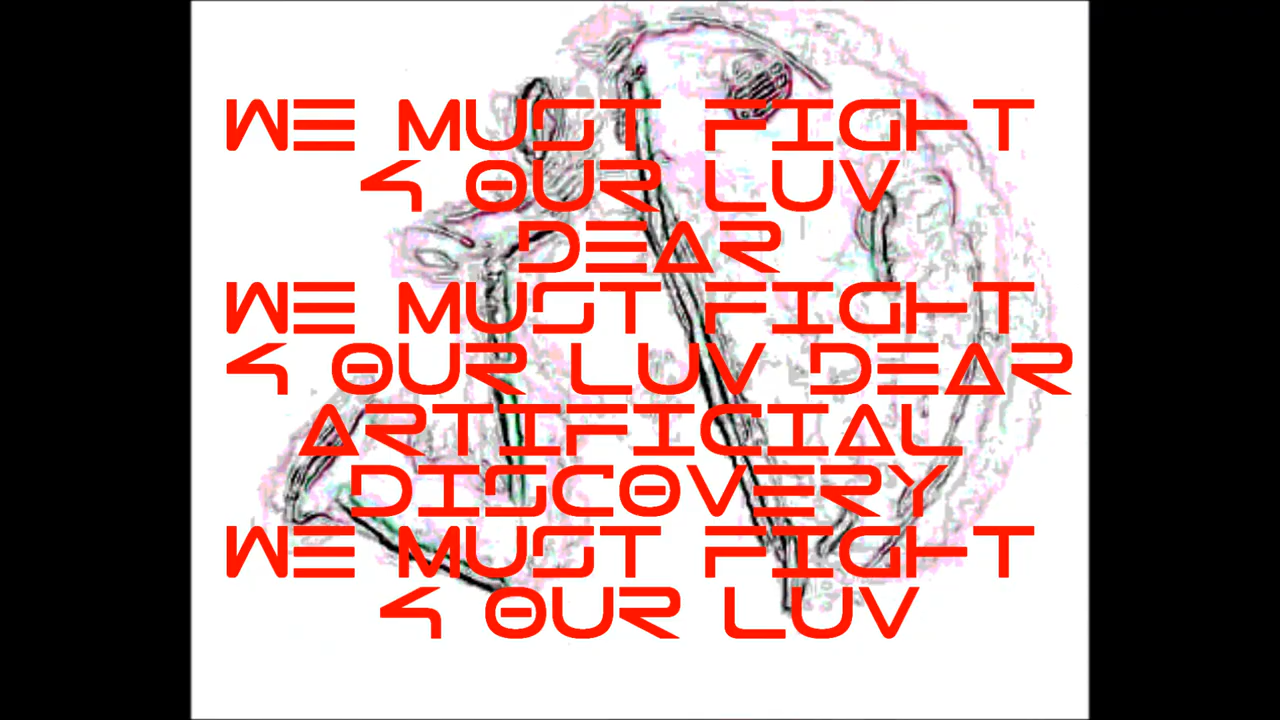 WE MUST FIGHT
4 OUR LUV
DEAR
WE MUST FIGHT
4 OUR LUV DEAR
ARTIFICIAL
DISCOVERY
WE MUST FIGHT
4 OUR LUV